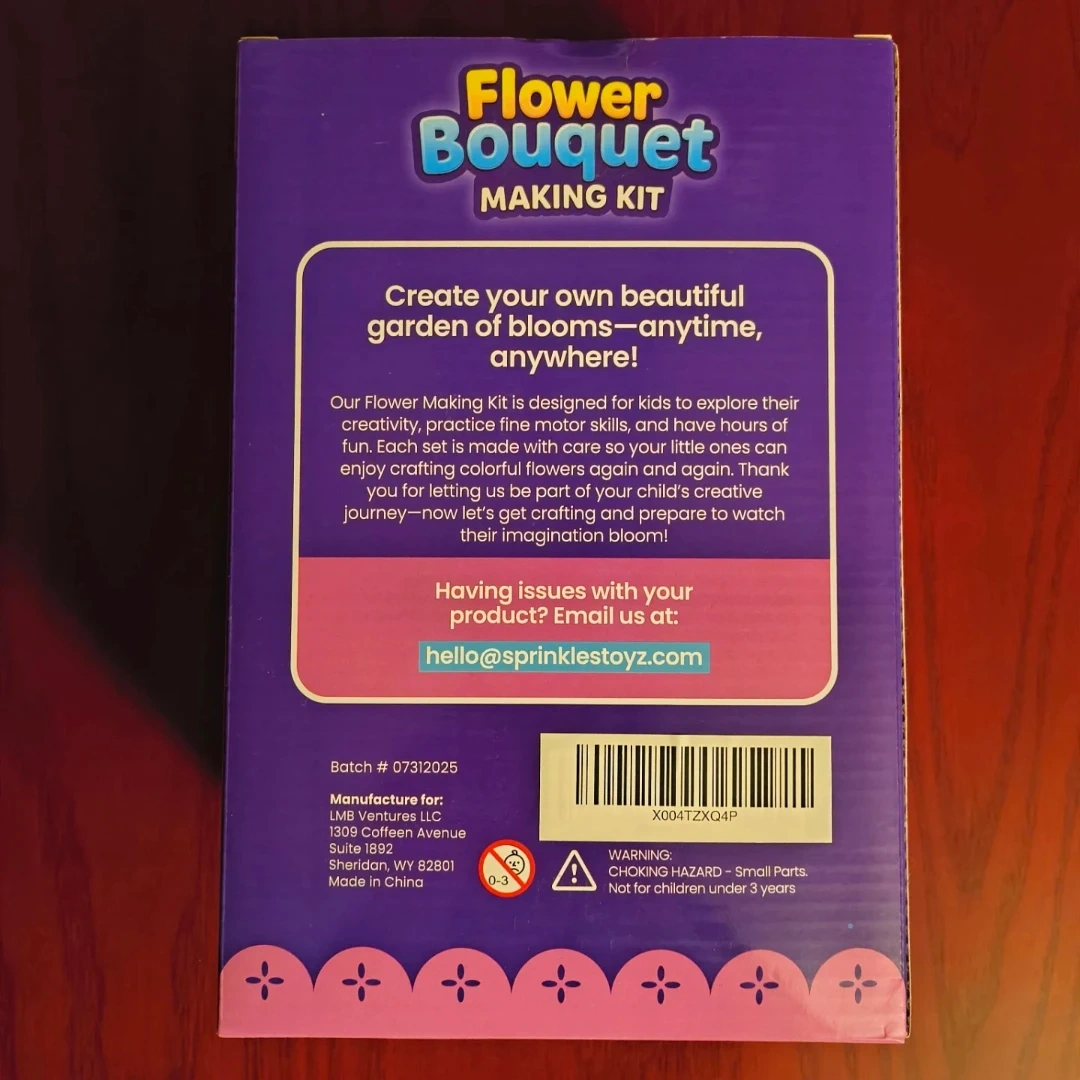 Flower
Bouquet
MAKING KIT
Create your own beautiful
garden of blooms—anytime,
anywhere!
Our Flower Making Kit is designed for kids to explore their
creativity, practice fine motor skills, and have hours of
fun. Each set is made with care so your little ones can
enjoy crafting colorful flowers again and again. Thank
you for letting us be part of your child's creative
journey—now let's get crafting and prepare to watch
their imagination bloom!
Having issues with your
product? Email us at:
hello@sprinklestoyz.com
Batch # 07312025
Manufacture for:
LMB Ventures LLC
1309 Coffeen Avenue
Suite 1892
Sheridan, WY 82801
Made in China
X004TZXQ4P
0-3
WARNING:
CHOKING HAZARD - Small Parts.
Not for children under 3 years